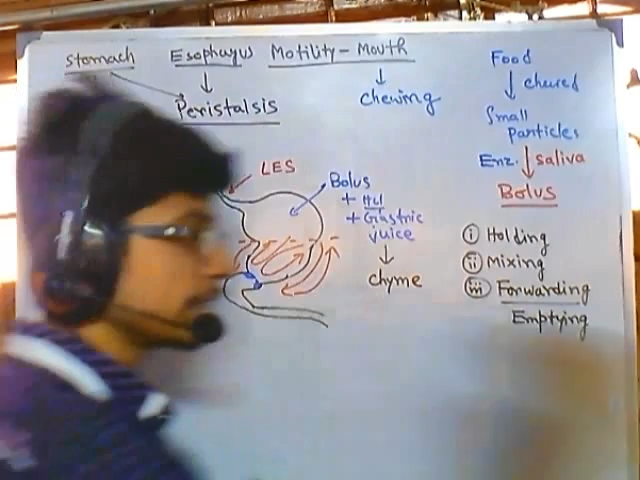 Stomach
Esophagus Motility - Mouth
Peristalsis
chewing
LES
Bolus
+ Hcl
+ Gastric
juice
chyme
Food
chewed
Small
particles
Enz. saliva
BOLUS
i Holding
ii Mixing
iii Forwarding
Emptying